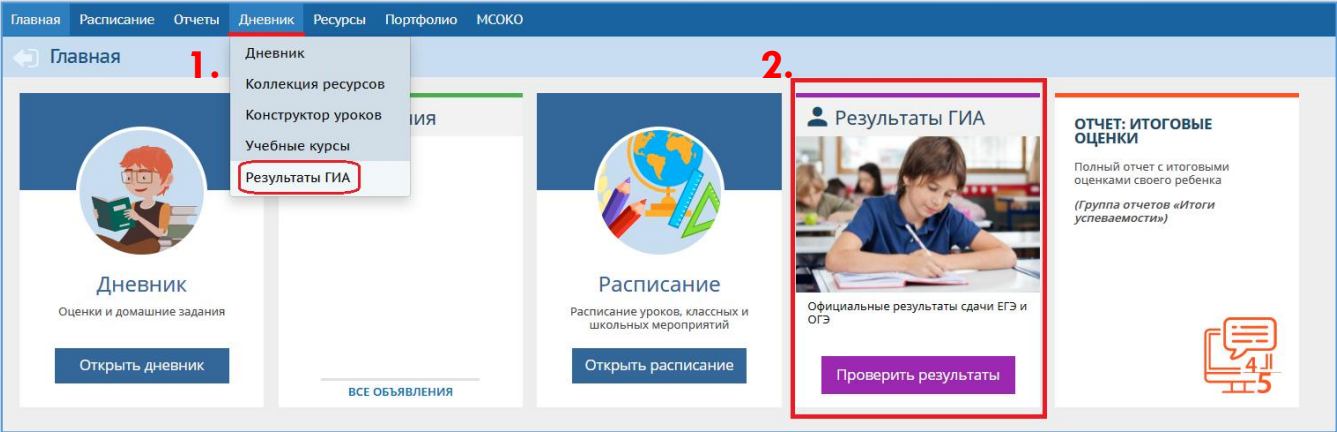 Главная Расписание Отчеты Дневник Ресурсы Портфолио МСОКО
Главная
1.
Дневник
Коллекция ресурсов
Конструктор уроков
Учебные курсы
Результаты ГИА
2.
Дневник
Оценки и домашние задания
Открыть дневник
ВСЕ ОБЪЯВЛЕНИЯ
Расписание
Расписание уроков, классных и
школьных мероприятий
Открыть расписание
Результаты ГИА
Официальные результаты сдачи ЕГЭ и
ОГЭ
Проверить результаты
ОТЧЕТ: ИТОГОВЫЕ
ОЦЕНКИ
Полный отчет с итоговыми
оценками своего ребенка
(Группа отчетов «Итоги
успеваемости»)
4
5